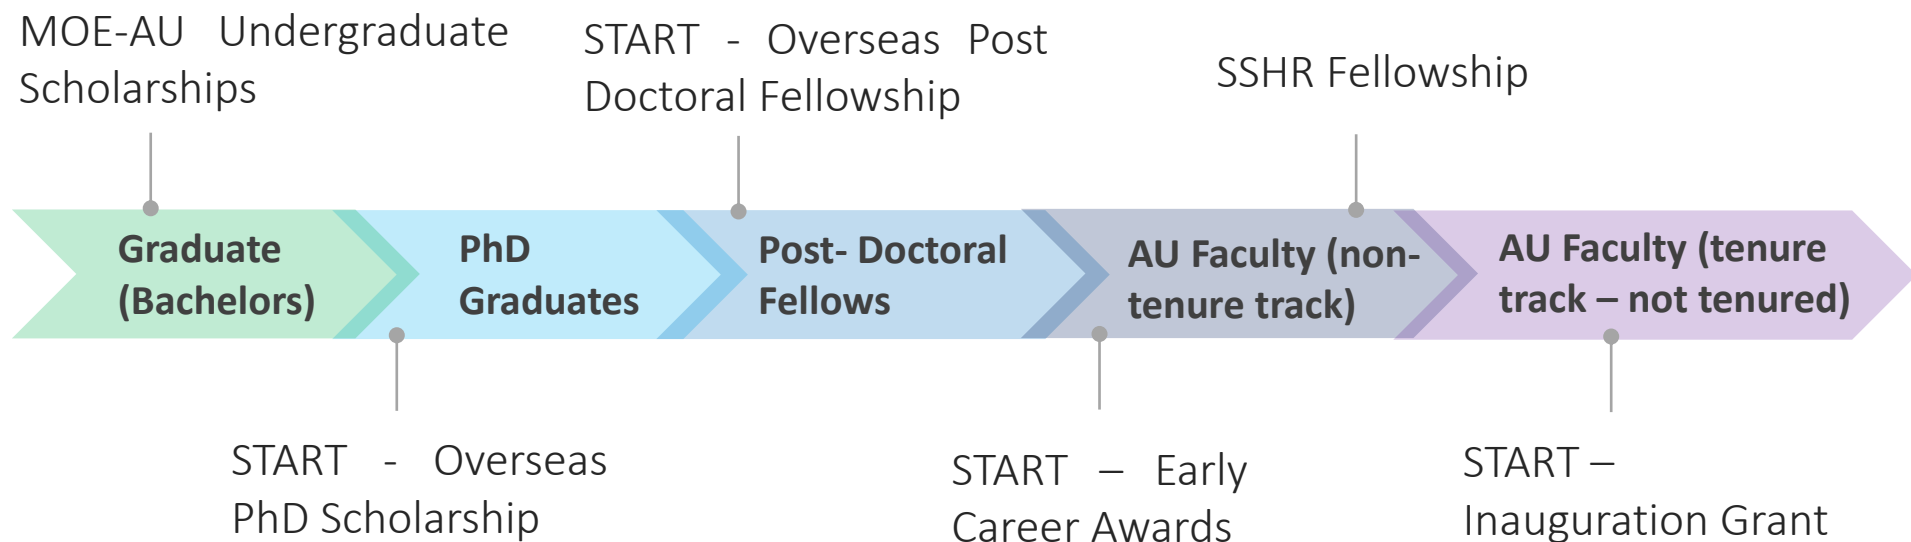 MOE-AU Undergraduate
Scholarships
START - Overseas Post
Doctoral Fellowship
SSHR Fellowship
Graduate
(Bachelors)
PhD
Graduates
Post- Doctoral
Fellows
AU Faculty (non-
tenure track)
AU Faculty (tenure
track – not tenured)
START - Overseas
PhD Scholarship
START – Early
Career Awards
START –
Inauguration Grant